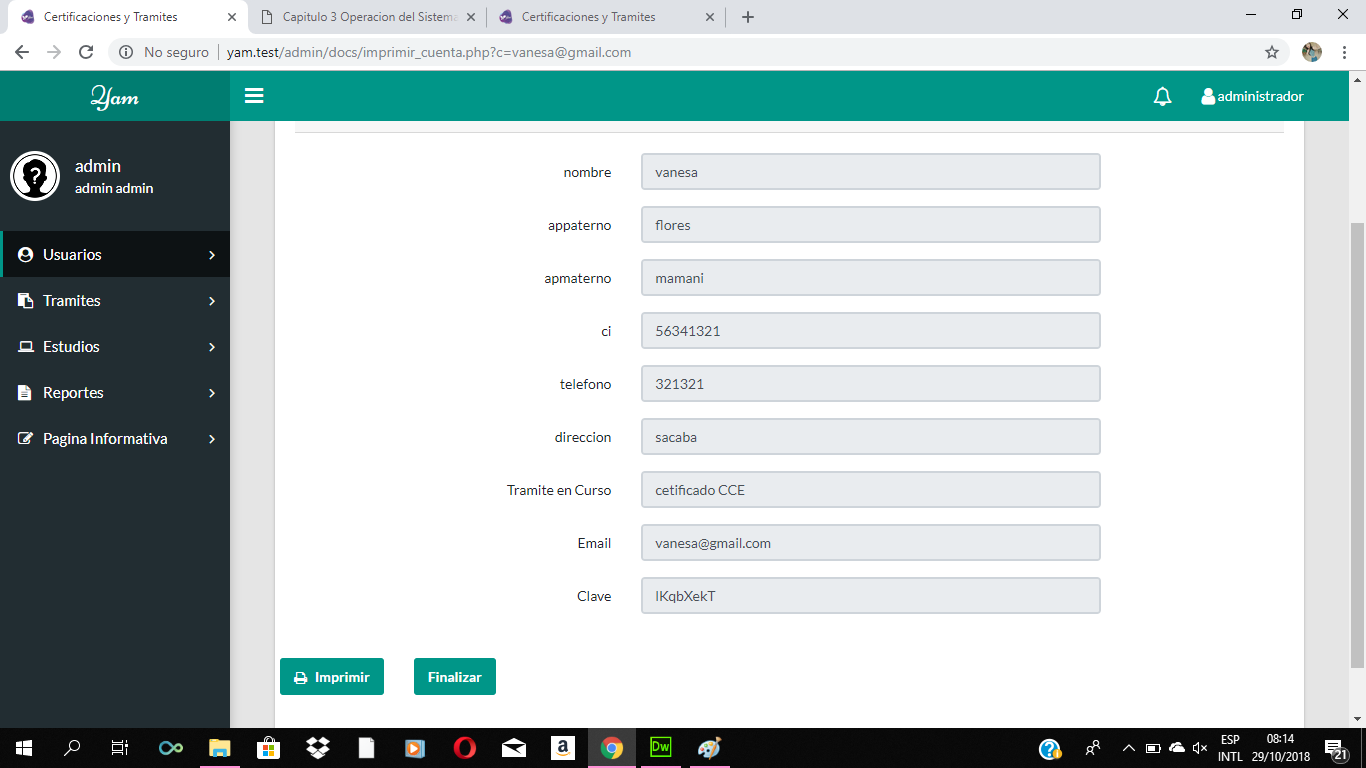 Certificaciones y Tramites
Capitulo 3 Operacion del Sistema
Certificaciones y Tramites
No seguro
yam.test/admin/docs/imprimir_cuenta.php?c=vanesa@gmail.com
Yam
administrador
admin
admin admin
Usuarios
Tramites
Estudios
Reportes
Pagina Informativa
nombre vanesa
appaterno flores
apmaterno mamani
ci 56341321
telefono 321321
direccion sacaba
Tramite en Curso cetificado CCE
Email vanesa@gmail.com
Clave lKqbXekT
Imprimir
Finalizar
a
Dw
ESP
INTL
08:14
29/10/2018
21